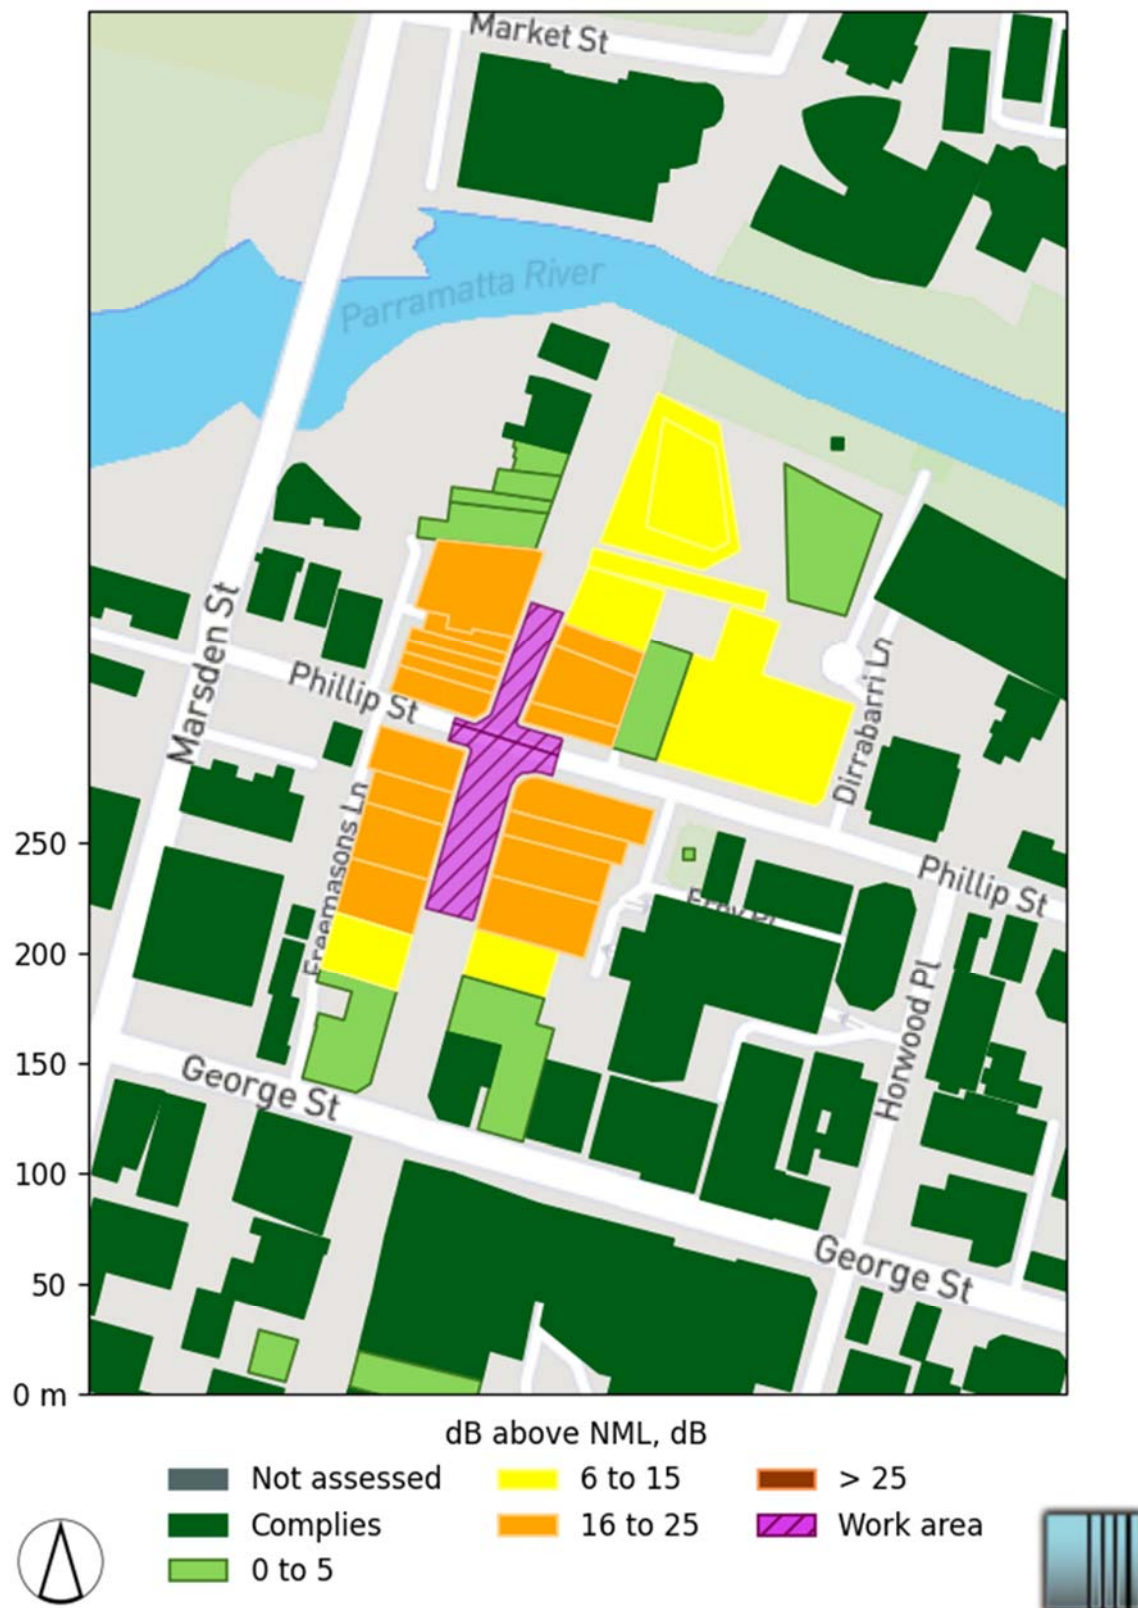 Market St
Parramatta River
Marsden St
Phillip St
Dirrabarri Ln
Freemasons Ln
Phillip St
Horwood Pl
George St
George St
250
200
150
100
50
0 m
dB above NML, dB
Not assessed
6 to 15
> 25
Complies
16 to 25
Work area
0 to 5